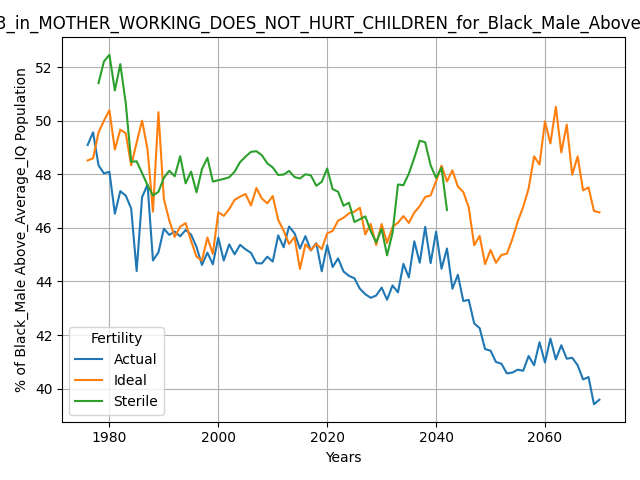 3_in_MOTHER_WORKING_DOES_NOT_HURT_CHILDREN_for_Black_Male_Above
% of Black_Male Above_Average_IQ Population
52
50
48
46
44
42
40
Fertility
Actual
Ideal
Sterile
1980 2000 2020 2040 2060
Years